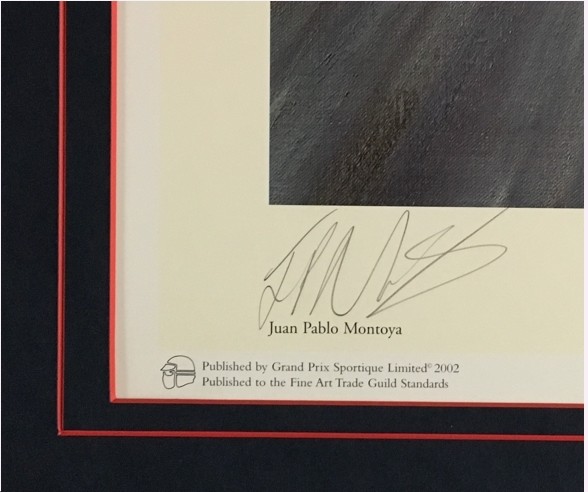 Juan Pablo Montoya
Published by Grand Prix Sportique Limited© 2002
Published to the Fine Art Trade Guild Standards